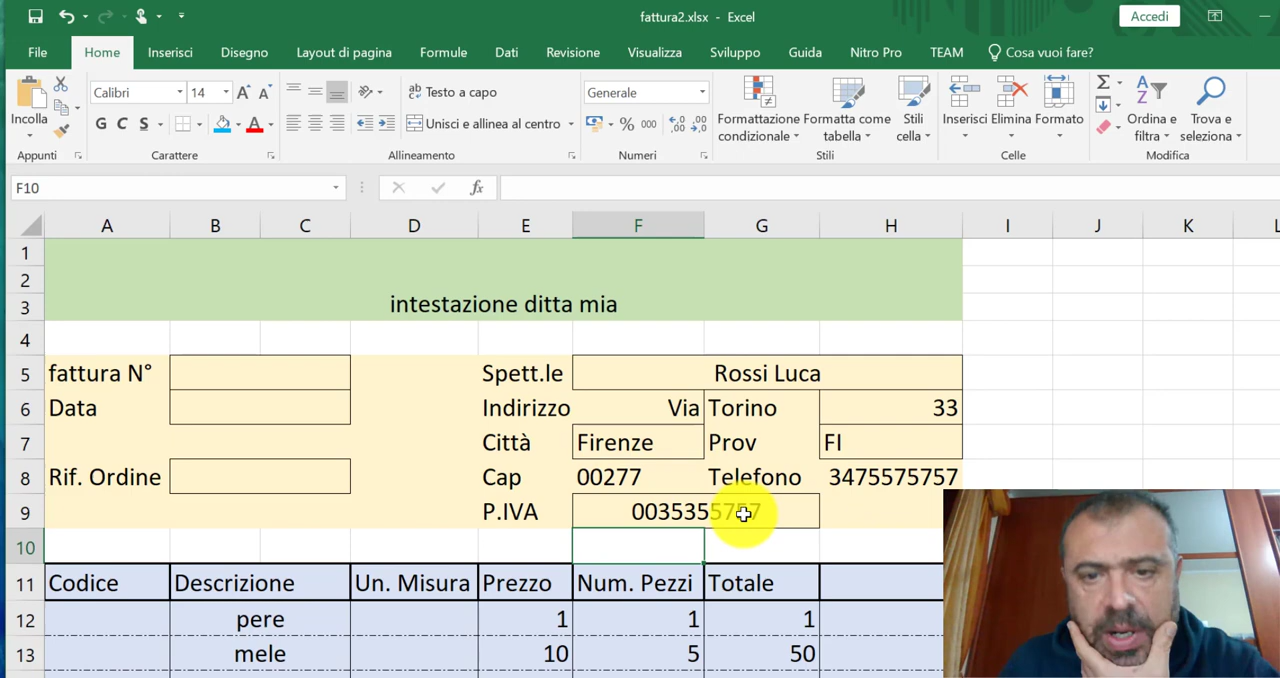 fattura2.xlsx - Excel
Accedi
File Home Inserisci Disegno Layout di pagina Formule Dati Revisione Visualizza Sviluppo Guida Nitro Pro TEAM Cosa vuoi fare?
Incolla
Calibri 14
G C S
Testo a capo
Unisci e allinea al centro
Generale
% 000
Formattazione condizionale
Formatta come tabella
Stili cella
Inserisci Elimina Formato
Ordina e filtra
Trova e seleziona
Appunti Carattere Allineamento Numeri Stili Celle Modifica
F10 fx
A B C D E F G H I J K L
1
2
3 intestazione ditta mia
4
5 fattura N° Spett.le Rossi Luca
6 Data Indirizzo Via Torino 33
7 Città Firenze Prov FI
8 Rif. Ordine Cap 00277 Telefono 3475575757
9 P.IVA 0035355757
10
11 Codice Descrizione Un. Misura Prezzo Num. Pezzi Totale
12 pere 1 1 1
13 mele 10 5 50